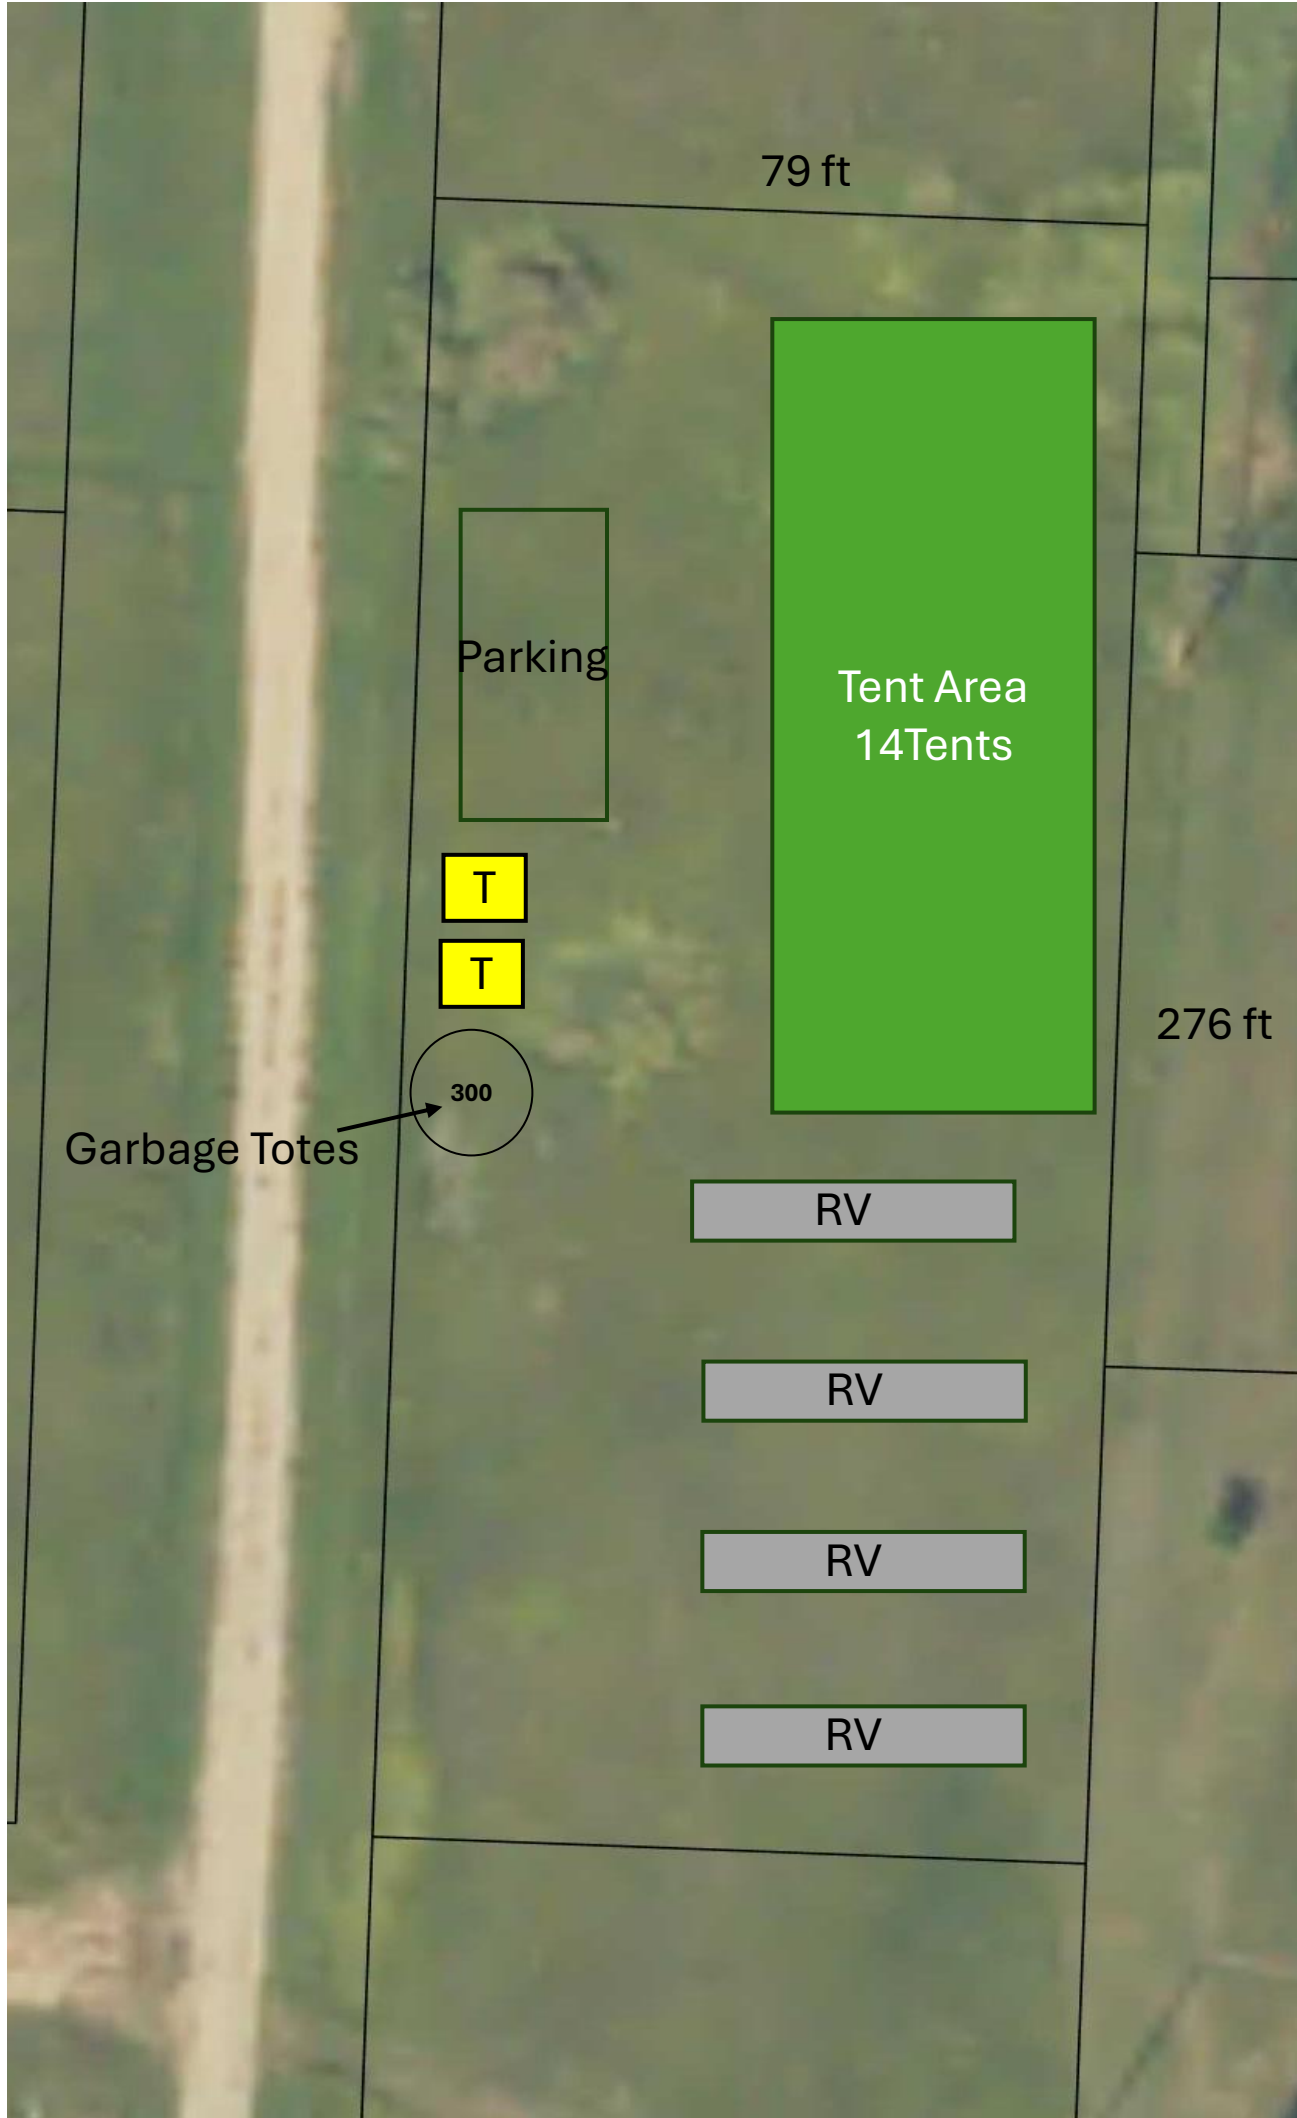 79 ft
Parking
Tent Area
14Tents
T
T
276 ft
300
Garbage Totes
RV
RV
RV
RV